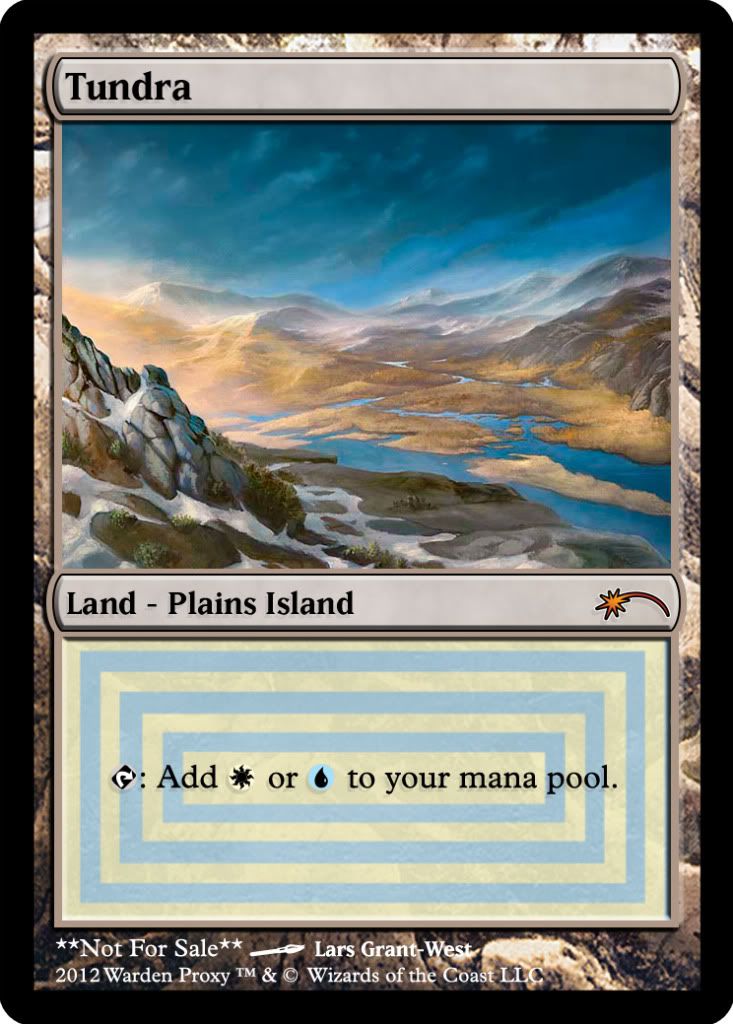 Tundra
Land - Plains Island
: Add or to your mana pool.
**Not For Sale** Lars Grant-West
2012 Warden Proxy ™ & © Wizards of the Coast LLC